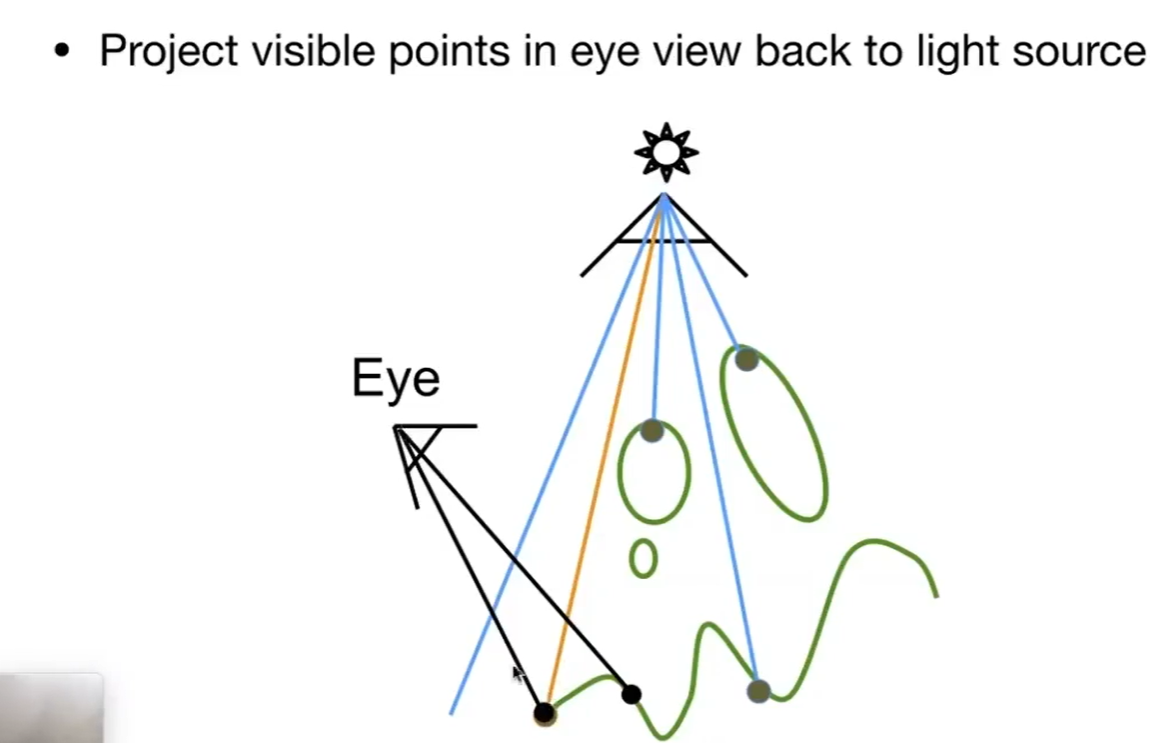 • Project visible points in eye view back to light source
Eye